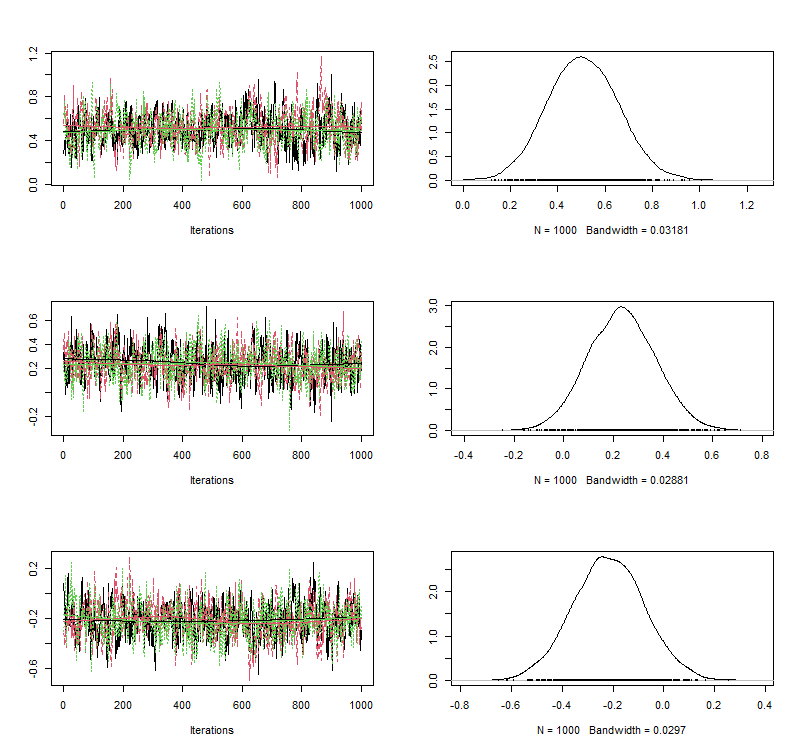 0.0 0.4 0.8 1.2
0 200 400 600 800 1000
Iterations
0.0 0.5 1.0 1.5 2.0 2.5
0.0 0.2 0.4 0.6 0.8 1.0 1.2
N = 1000 Bandwidth = 0.03181
-0.2 0.2 0.4 0.6
0 200 400 600 800 1000
Iterations
0.0 1.0 2.0 3.0
-0.4 -0.2 0.0 0.2 0.4 0.6 0.8
N = 1000 Bandwidth = 0.02881
-0.6 -0.2 0.2
0 200 400 600 800 1000
Iterations
0.0 1.0 2.0
-0.8 -0.6 -0.4 -0.2 0.0 0.2 0.4
N = 1000 Bandwidth = 0.0297